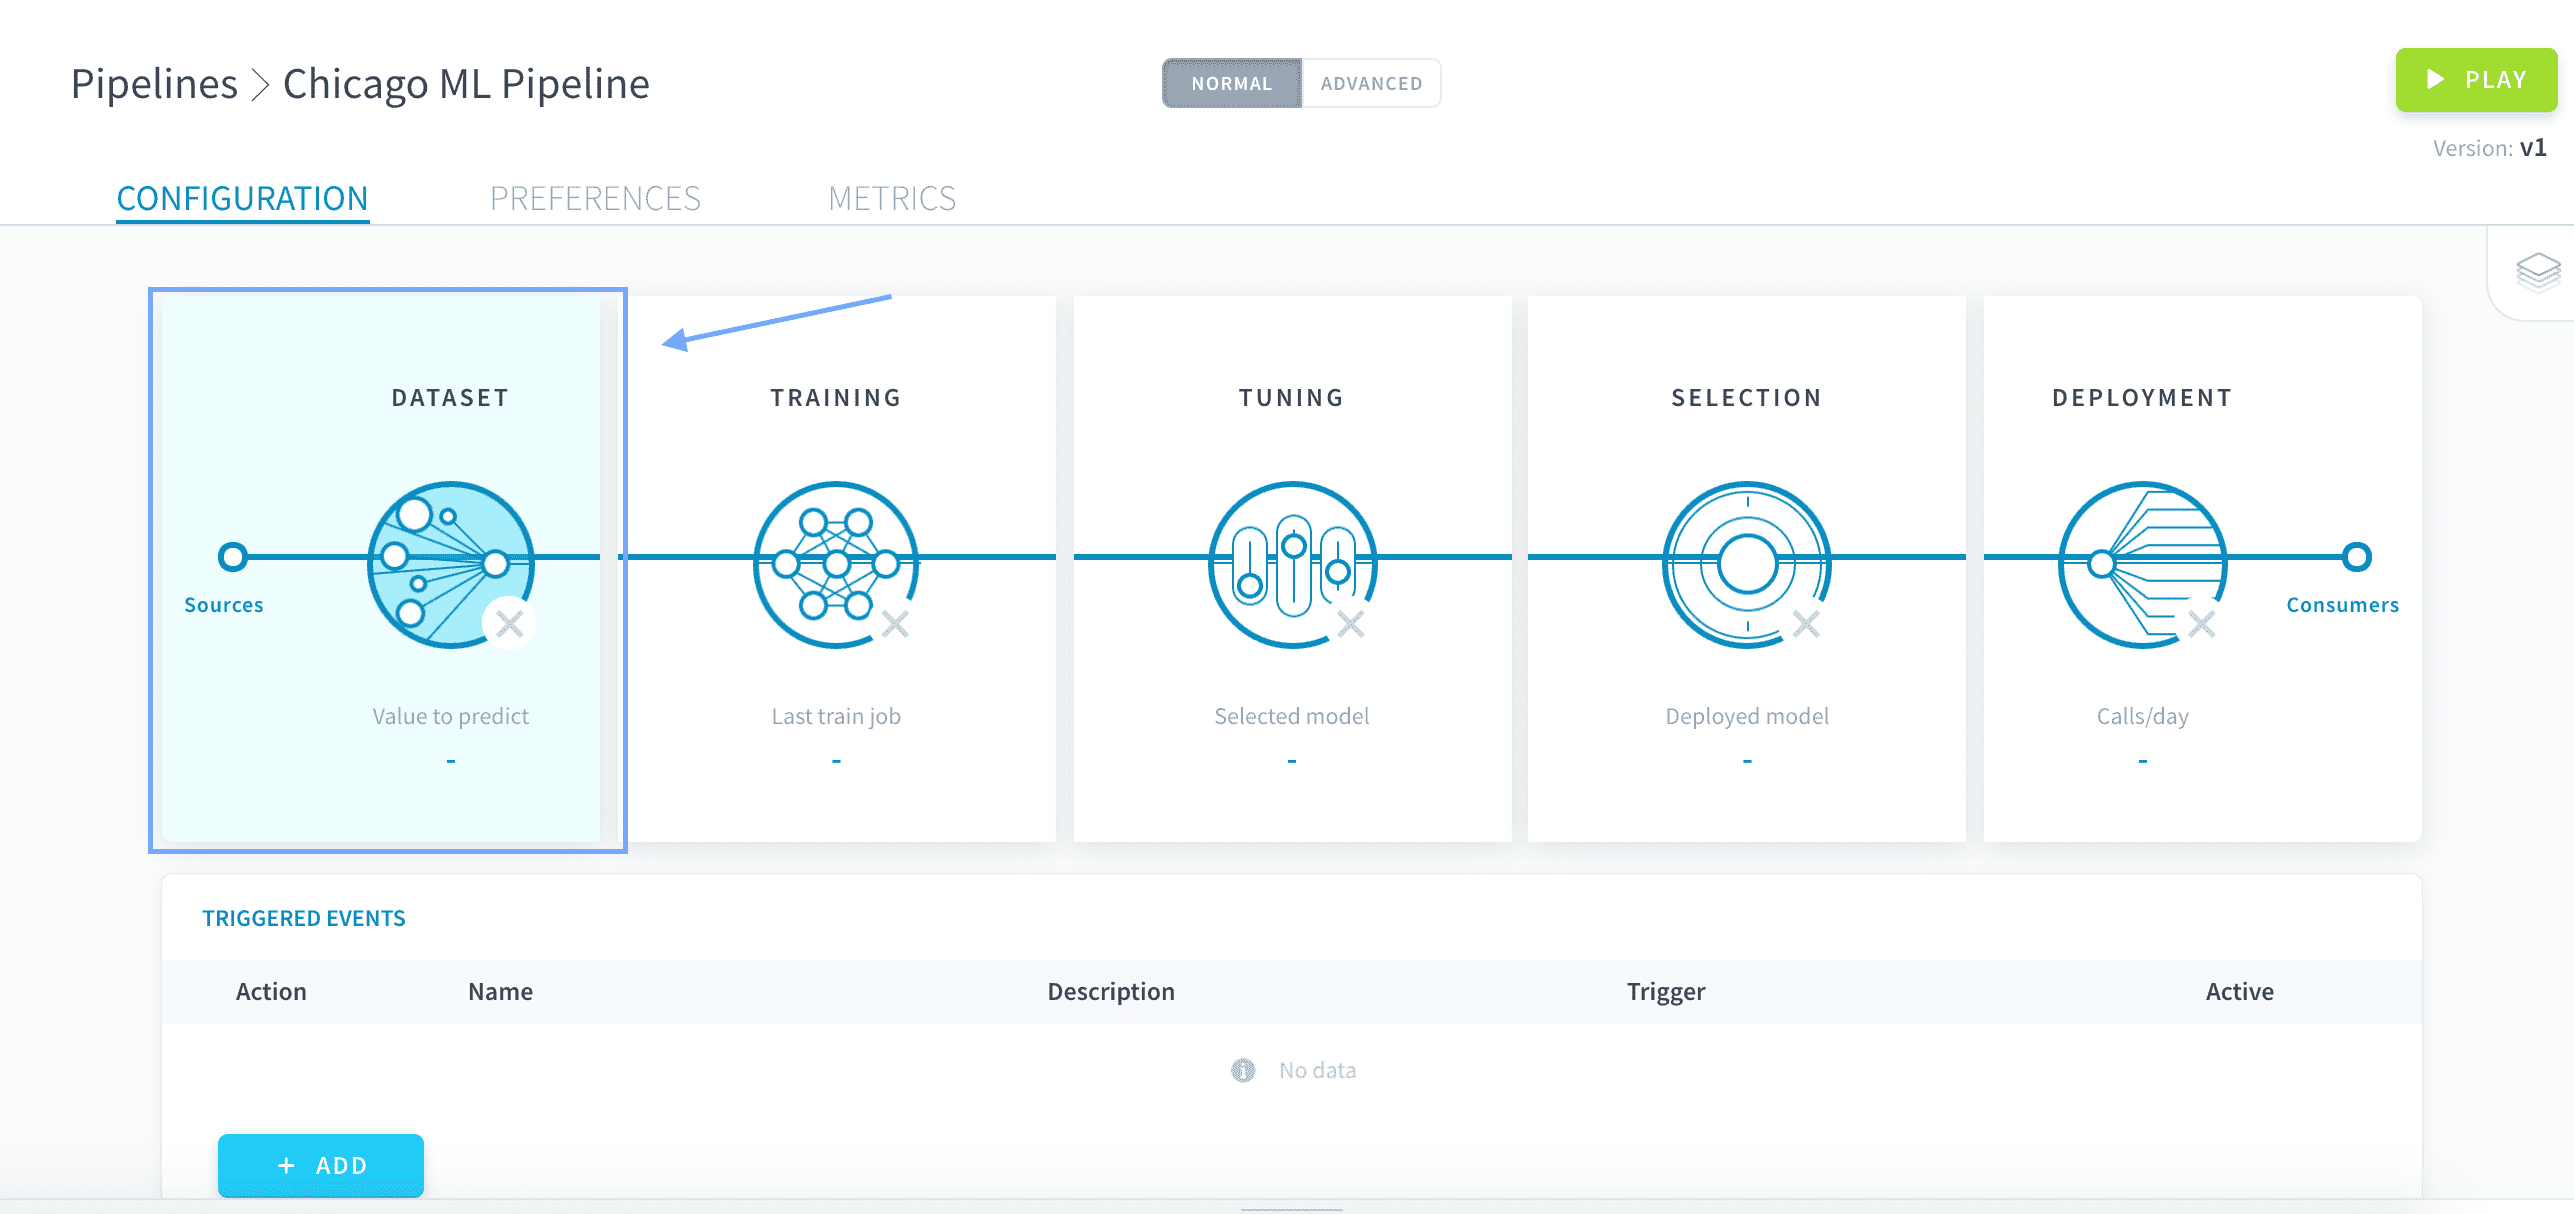 Pipelines > Chicago ML Pipeline
NORMAL ADVANCED
PLAY
Version: v1
CONFIGURATION PREFERENCES METRICS
DATASET TRAINING TUNING SELECTION DEPLOYMENT
Sources Consumers
Value to predict Last train job Selected model Deployed model Calls/day
- - - - -
TRIGGERED EVENTS
Action Name Description Trigger Active
No data
+ ADD